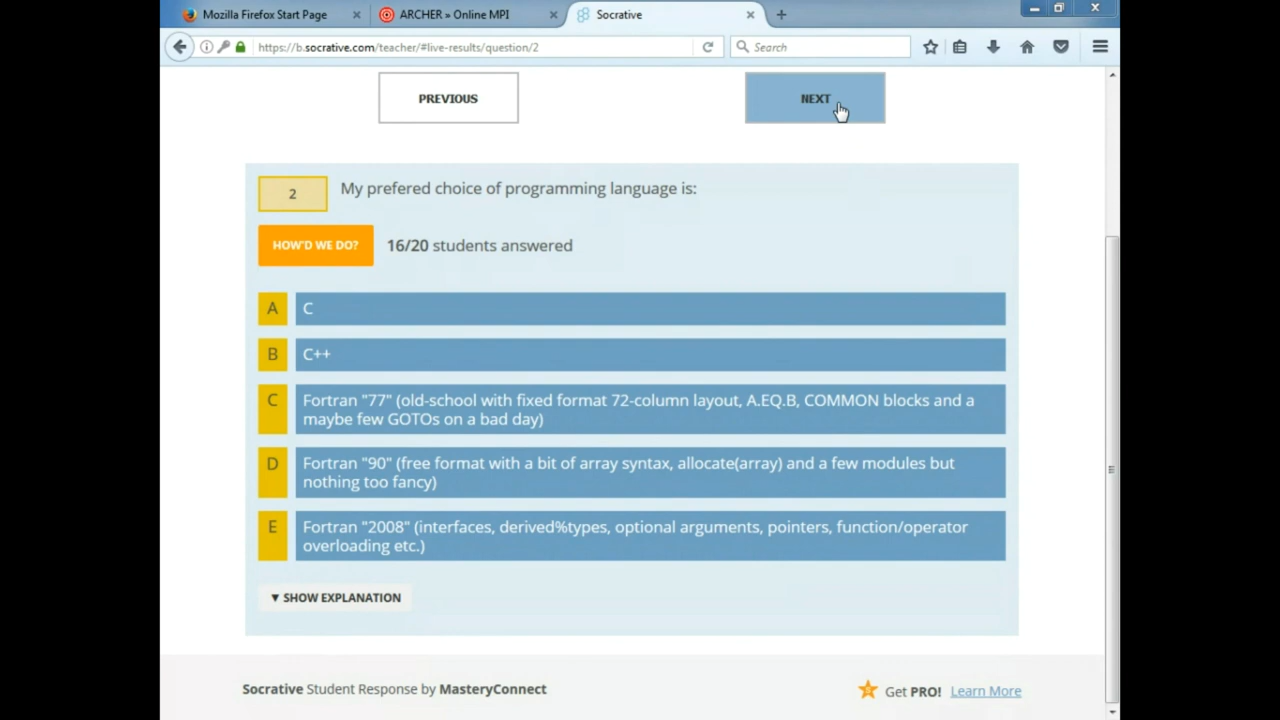 Mozilla Firefox Start Page
ARCHER » Online MPI
Socrative
https://b.socrative.com/teacher/#live-results/question/2
Search
PREVIOUS
NEXT
2
My prefered choice of programming language is:
HOW'D WE DO?
16/20 students answered
A
C
B
C++
C
Fortran "77" (old-school with fixed format 72-column layout, A.EQ.B, COMMON blocks and a
maybe few GOTOs on a bad day)
D
Fortran "90" (free format with a bit of array syntax, allocate(array) and a few modules but
nothing too fancy)
E
Fortran "2008" (interfaces, derived%types, optional arguments, pointers, function/operator
overloading etc.)
▼ SHOW EXPLANATION
Socrative Student Response by MasteryConnect
Get PRO! Learn More